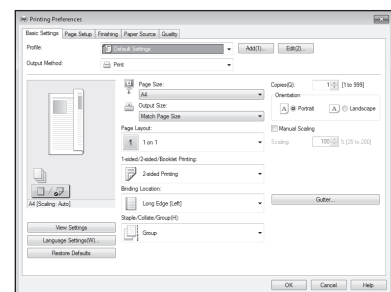 Printing Preferences
Basic Settings Page Setup Finishing Paper Source Quality
Profile: Default Settings Add(1)... Edit(2)...
Output Method: Print
Page Size:
A4
Output Size:
Match Page Size
Copies(Q): 1 [1 to 999]
Orientation
A Portrait A Landscape
Page Layout:
1 1 on 1
Manual Scaling
Scaling: 100 % [25 to 200]
1-sided/2-sided/Booklet Printing:
2-sided Printing
Binding Location:
Long Edge [Left]
Gutter...
A4 [Scaling: Auto]
Staple/Collate/Group(H):
Group
View Settings
Language Settings(W)...
Restore Defaults
OK Cancel Help